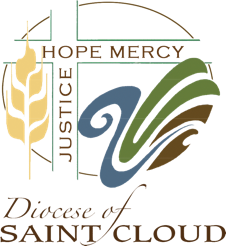 HOPE MERCY
JUSTICE
Diocese of
SAINT CLOUD